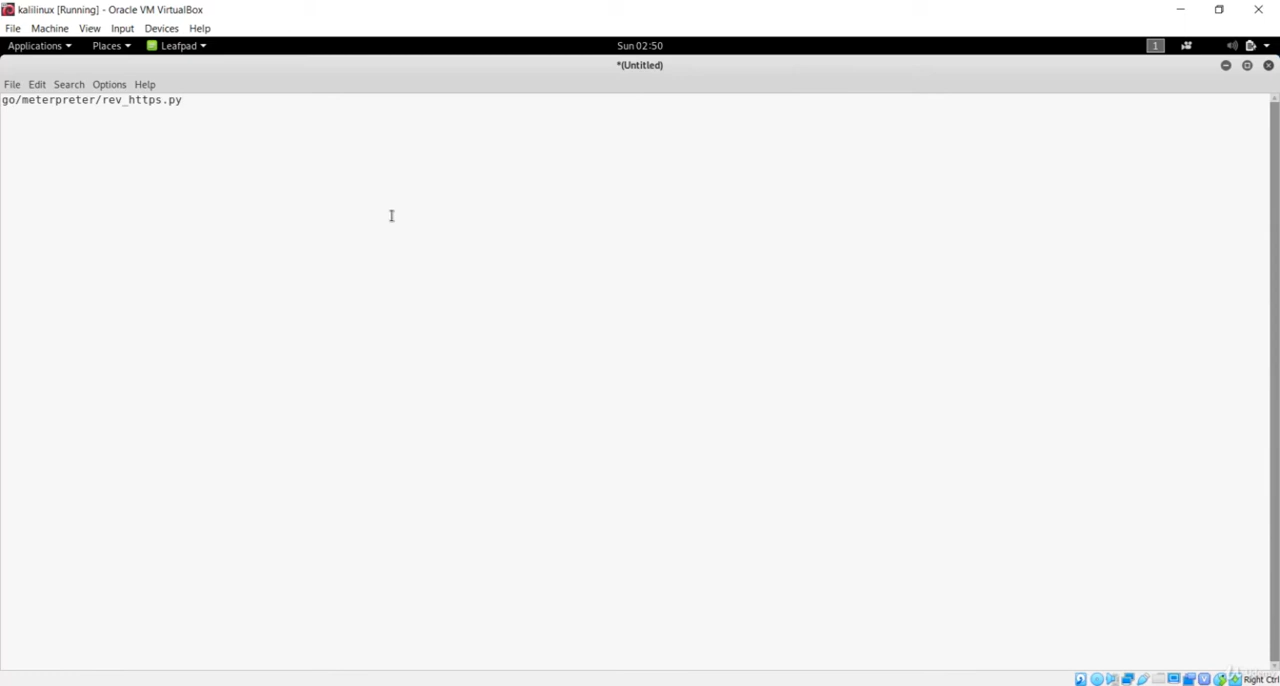 kalilinux [Running] - Oracle VM VirtualBox
File Machine View Input Devices Help
Applications Places Leafpad Sun 02:50 1
*(Untitled)
File Edit Search Options Help
go/meterpreter/rev_https.py
Right Ctrl